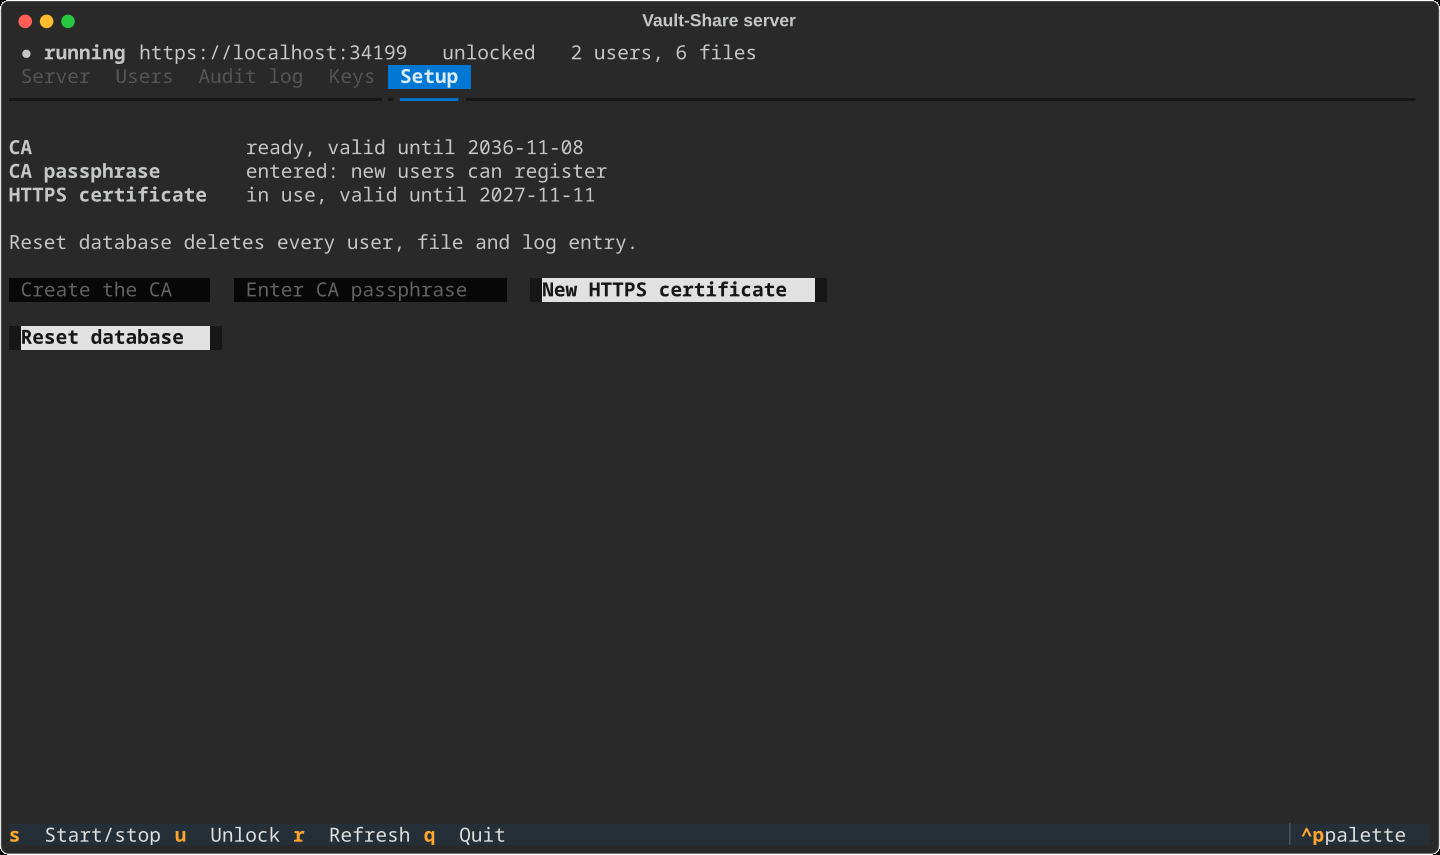 Vault-Share server
● running https://localhost:34199 unlocked 2 users, 6 files
Server Users Audit log Keys Setup
CA ready, valid until 2036-11-08
CA passphrase entered: new users can register
HTTPS certificate in use, valid until 2027-11-11
Reset database deletes every user, file and log entry.
Create the CA Enter CA passphrase New HTTPS certificate
Reset database
s Start/stop u Unlock r Refresh q Quit ^ppalette